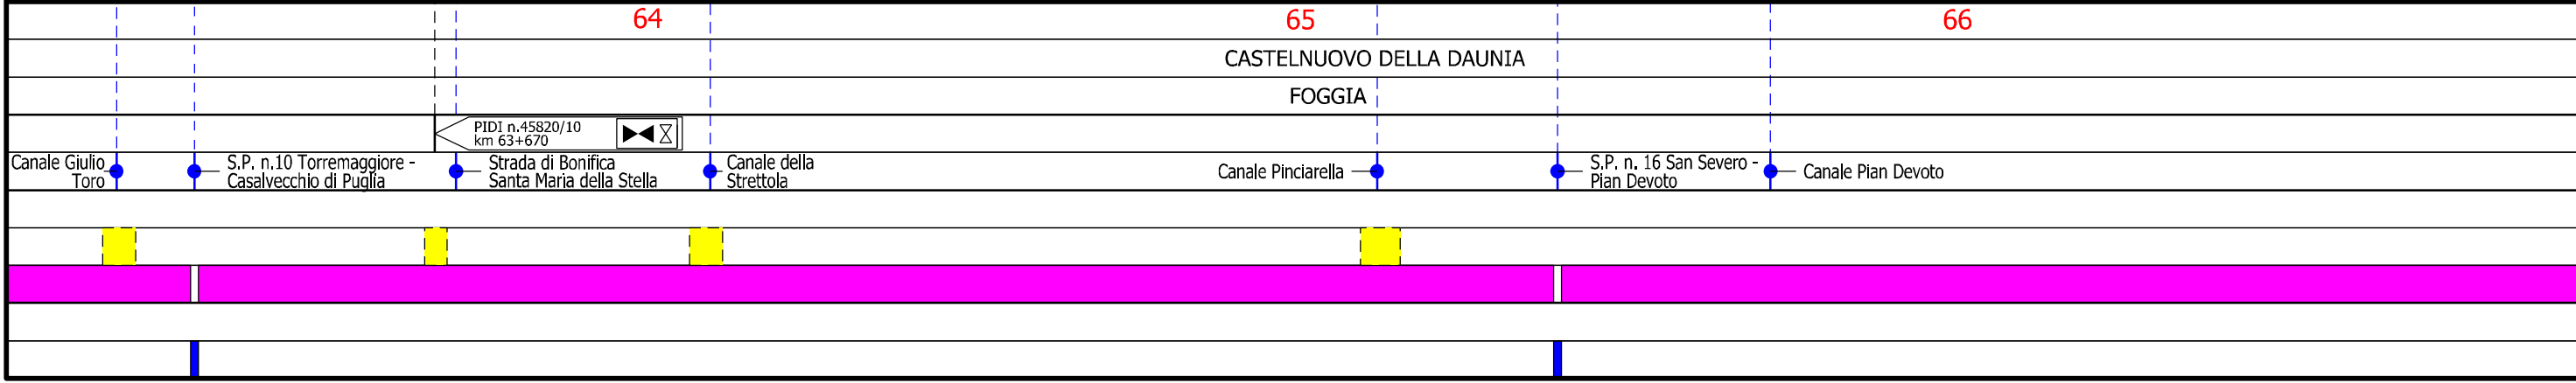 64
65
66
CASTELNUOVO DELLA DAUNIA
FOGGIA
PIDI n.45820/10
km 63+670
Canale Giulio
Toro
S.P. n.10 Torremaggiore -
Casalvecchio di Puglia
Strada di Bonifica
Santa Maria della Stella
Canale della
Strettola
Canale Pinciarella
S.P. n. 16 San Severo -
Pian Devoto
Canale Pian Devoto